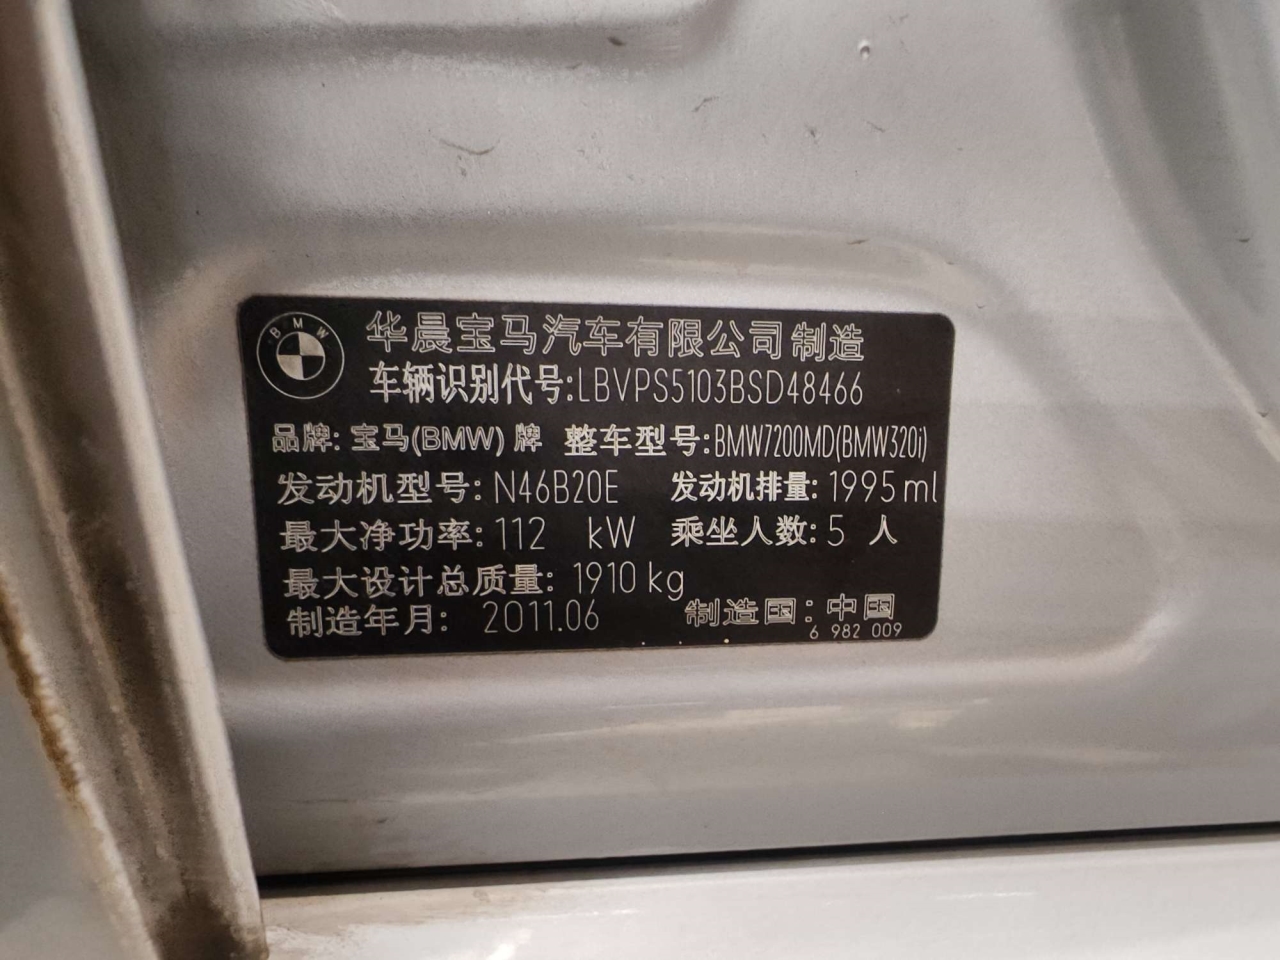 BMW
华晨宝马汽车有限公司制造
车辆识别代号:LBVPS5103BSD48466
品牌: 宝马(BMW) 牌 整车型号:BMW7200MD(BMW320i)
发动机型号: N46B20E 发动机排量: 1995 ml
最大净功率: 112 kW 乘坐人数: 5 人
最大设计总质量: 1910 kg
制造年月: 2011.06 制造国: 中国
6 982 009